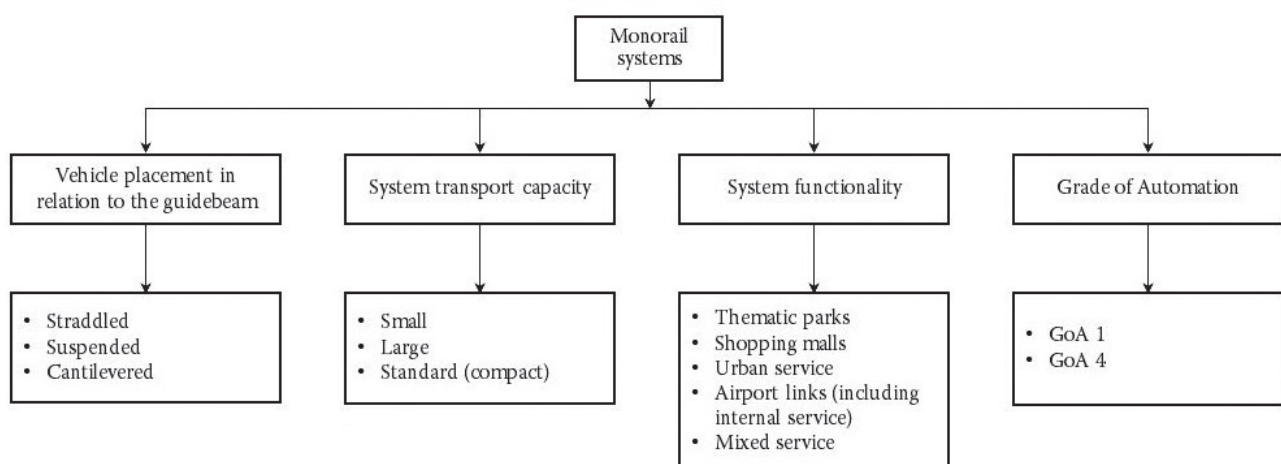 Monorail
systems
Vehicle placement in
relation to the guidebeam
System transport capacity
System functionality
Grade of Automation
• Straddled
• Suspended
• Cantilevered
• Small
• Large
• Standard (compact)
• Thematic parks
• Shopping malls
• Urban service
• Airport links (including
internal service)
• Mixed service
• GoA 1
• GoA 4